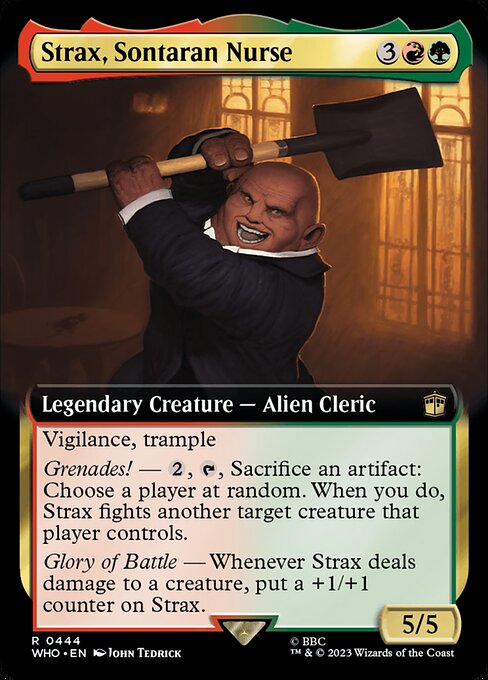 Strax, Sontaran Nurse 3
Legendary Creature — Alien Cleric
Vigilance, trample
Grenades! — 2, , Sacrifice an artifact:
Choose a player at random. When you do,
Strax fights another target creature that
player controls.
Glory of Battle — Whenever Strax deals
damage to a creature, put a +1/+1
counter on Strax.
5/5
R 0444
WHO • EN JOHN TEDRICK
© BBC
™ & © 2023 Wizards of the Coast